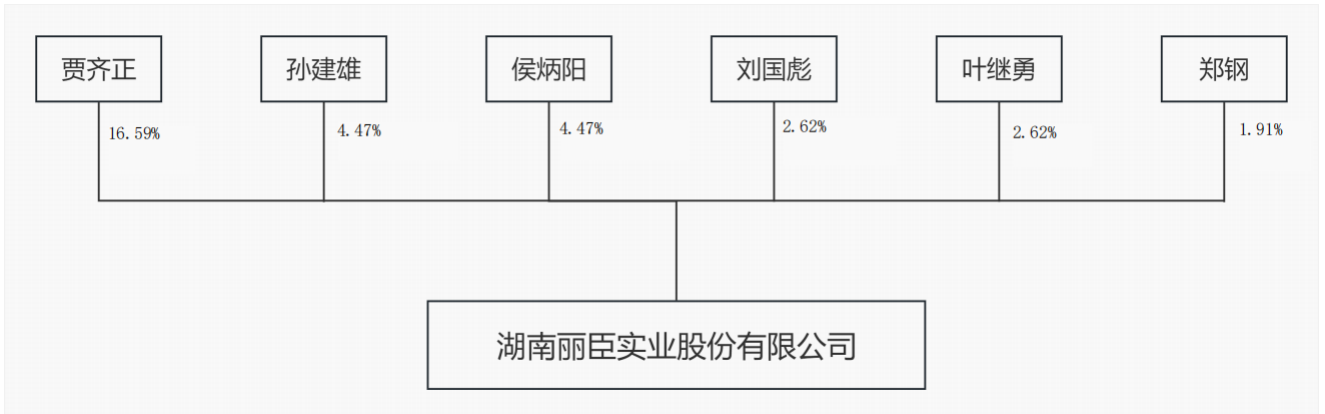 贾齐正
孙建雄
侯炳阳
刘国彪
叶继勇
郑钢
16.59%
4.47%
4.47%
2.62%
2.62%
1.91%
湖南丽臣实业股份有限公司